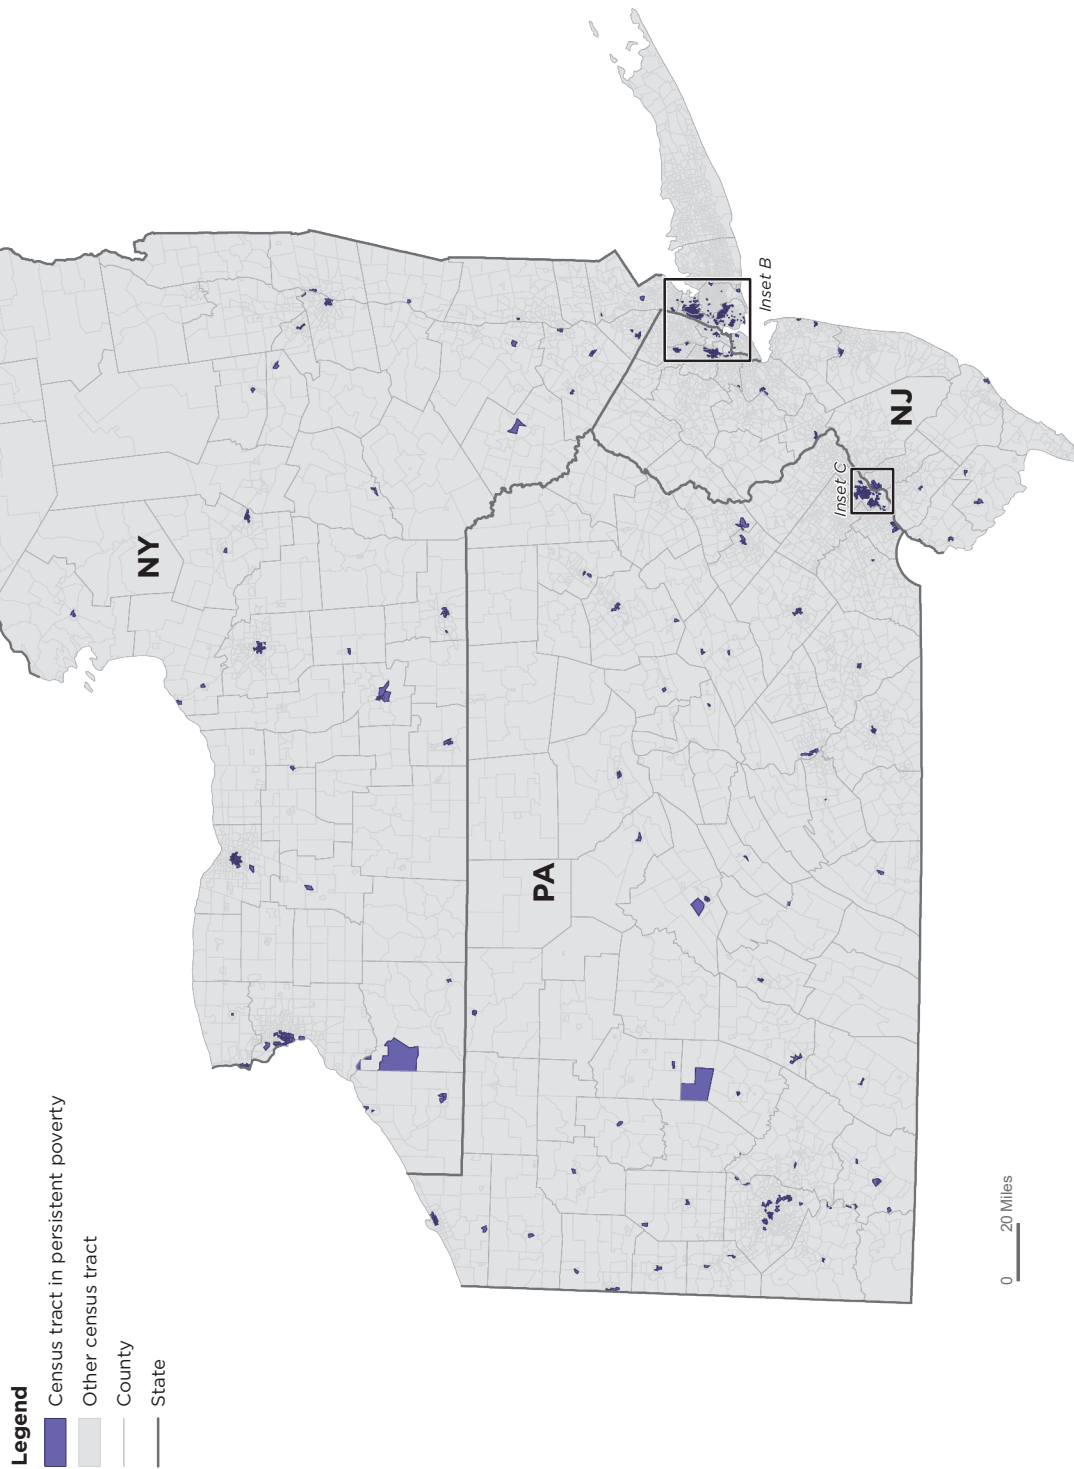 Legend
Census tract in persistent poverty
Other census tract
County
State
NY
PA
NJ
Inset B
Inset C
0
20 Miles